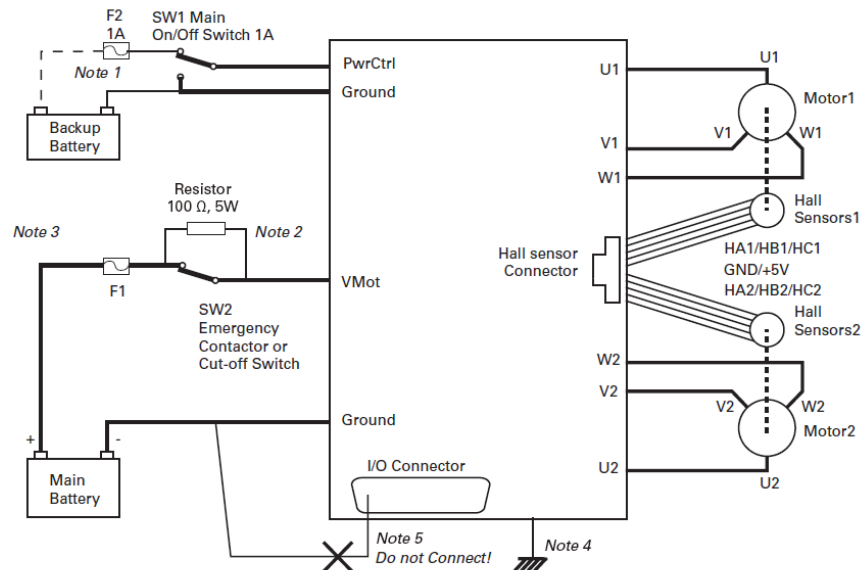 F2
1A
SW1 Main
On/Off Switch 1A
Note 1
Backup
Battery
PwrCtrl
Ground
U1
U1
Motor1
V1
V1
W1
W1
Resistor
100 Ω, 5W
Note 3
Note 2
F1
SW2
Emergency
Contactor or
Cut-off Switch
VMot
Hall sensor
Connector
Hall
Sensors1
HA1/HB1/HC1
GND/+5V
HA2/HB2/HC2
Hall
Sensors2
W2
V2
V2
W2
Motor2
U2
U2
Ground
+
-
Main
Battery
I/O Connector
Note 5
Do not Connect!
Note 4